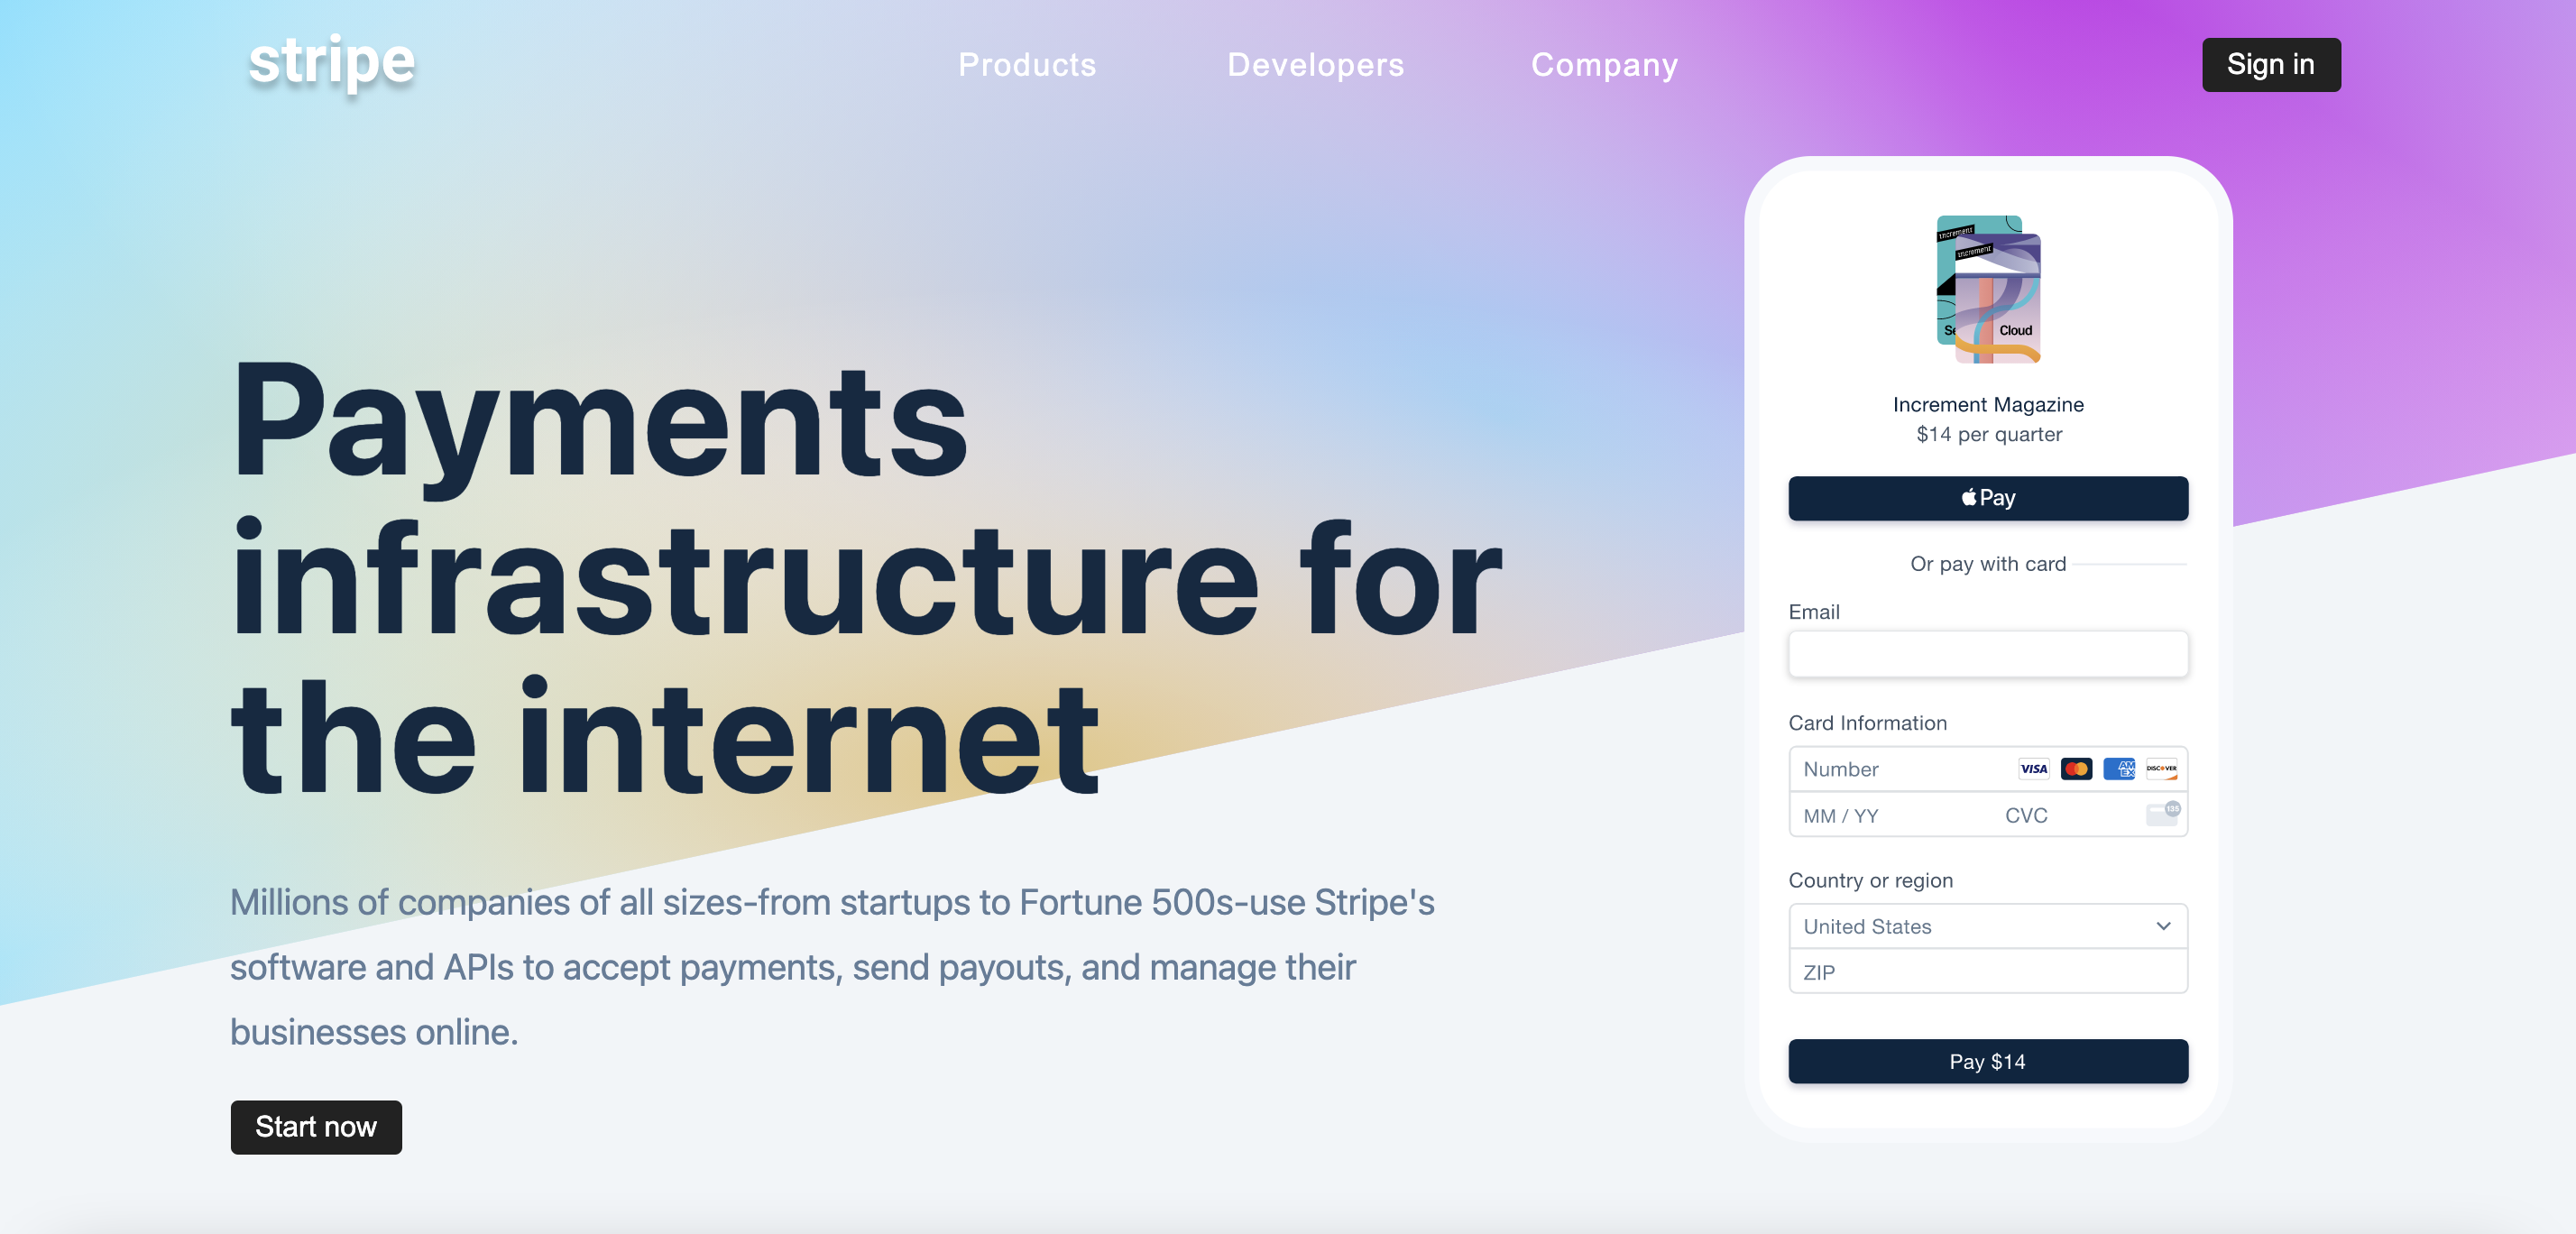 stripe
Products
Developers
Company
Sign in
Payments
infrastructure for
the internet
Millions of companies of all sizes-from startups to Fortune 500s-use Stripe's
software and APIs to accept payments, send payouts, and manage their
businesses online.
Start now
increment
increment
Se
Cloud
Increment Magazine
$14 per quarter
Pay
Or pay with card
Email
Card Information
Number
VISA
AM
EX
DISCOVER
MM / YY
CVC
135
Country or region
United States
ZIP
Pay $14